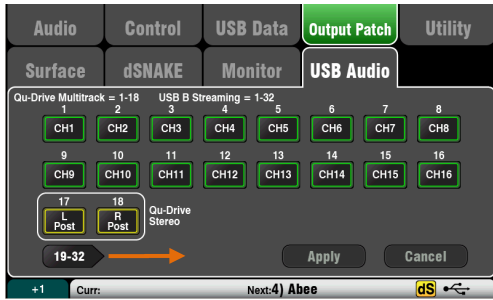 Audio Control USB Data Output Patch Utility
Surface dSNAKE Monitor USB Audio
Qu-Drive Multitrack = 1-18 USB B Streaming = 1-32
1 2 3 4 5 6 7 8
CH1 CH2 CH3 CH4 CH5 CH6 CH7 CH8
9 10 11 12 13 14 15 16
CH9 CH10 CH11 CH12 CH13 CH14 CH15 CH16
17 18
L Post R Post Qu-Drive Stereo
19-32 Apply Cancel
+1 Curr: Next:4) Abee dS